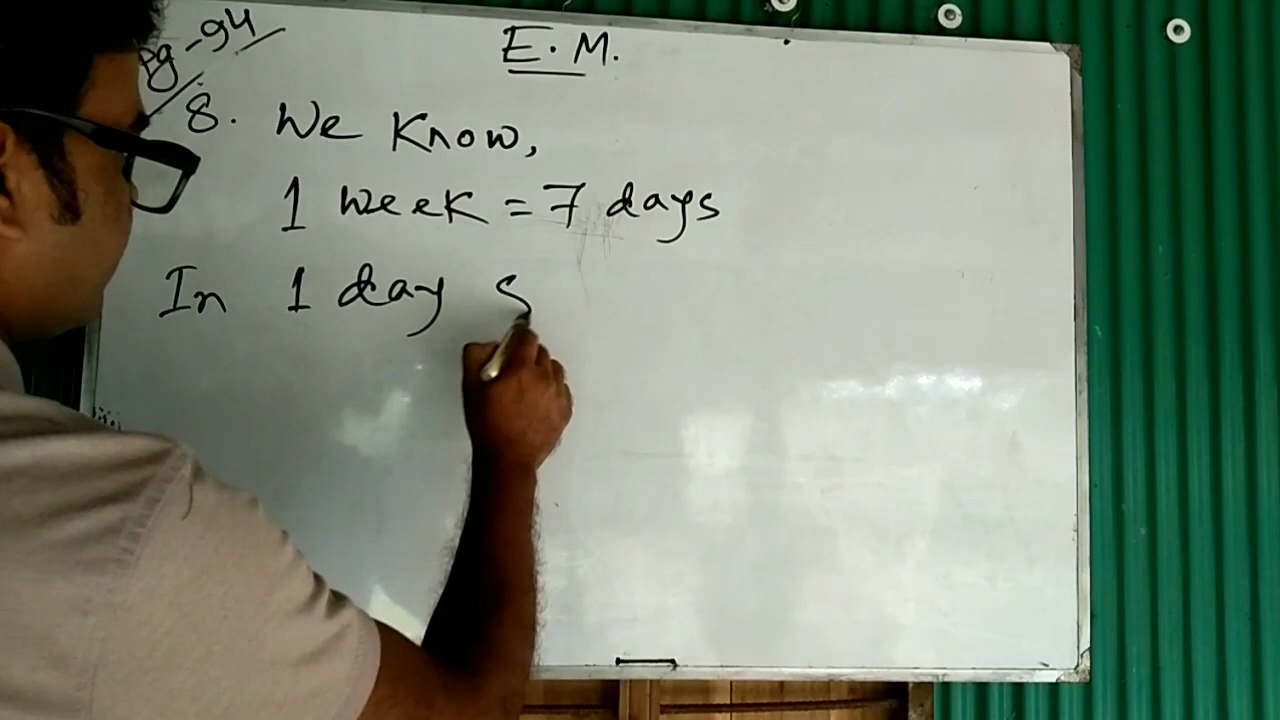 E.M.
Pg-94
8. We Know,
1 week = 7 days
In 1 day S